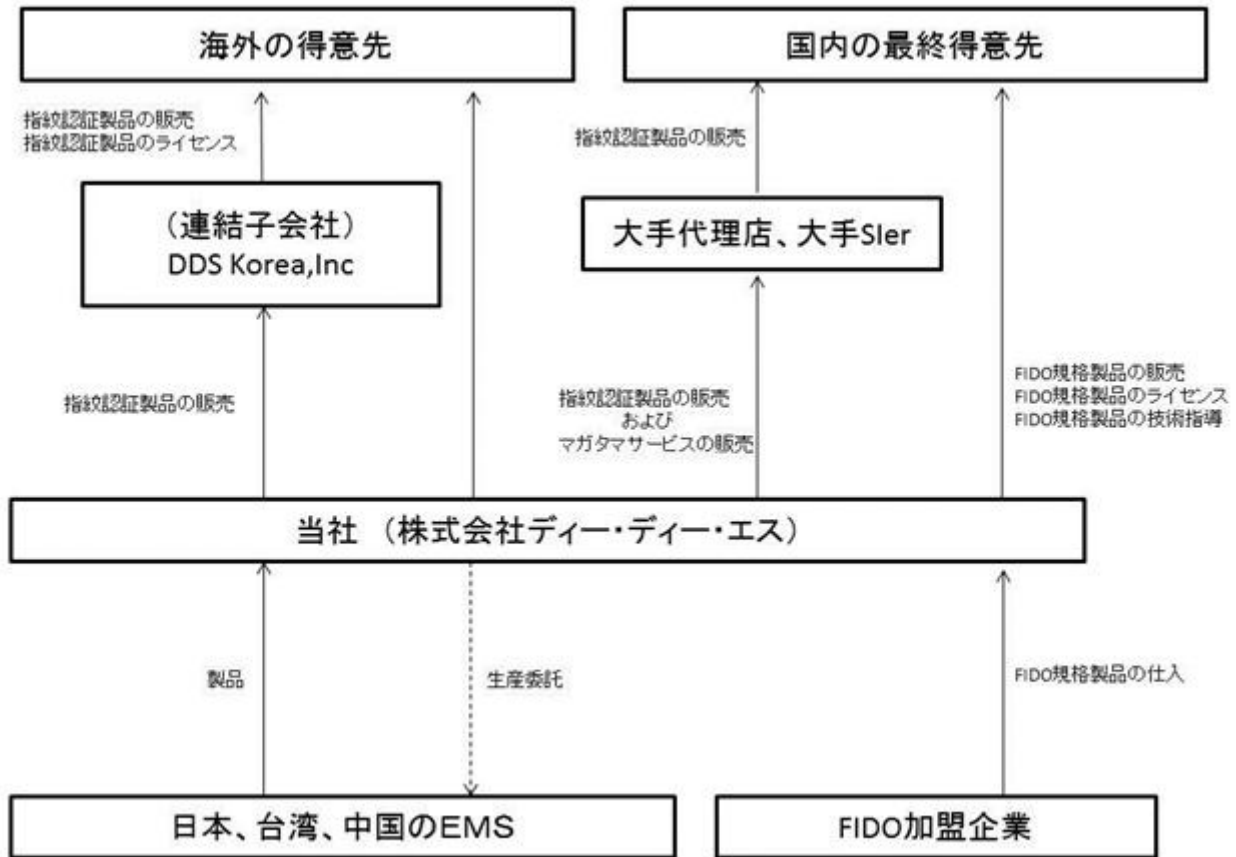 海外の得意先
国内の最終得意先
指紋認証製品の販売
指紋認証製品のライセンス
指紋認証製品の販売
（連結子会社）
DDS Korea,Inc
大手代理店、大手SIer
指紋認証製品の販売
指紋認証製品の販売
および
マガタマサービスの販売
FIDO規格製品の販売
FIDO規格製品のライセンス
FIDO規格製品の技術指導
当社 （株式会社ディー・ディー・エス）
製品
生産委託
FIDO規格製品の仕入
日本、台湾、中国のEMS
FIDO加盟企業